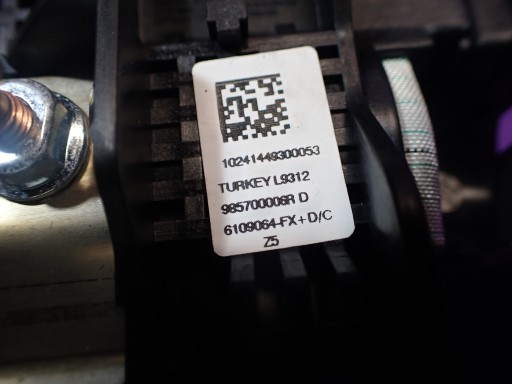 10241449300053
TURKEY L9312
985700006R D
6109064-FX+D/C
Z5